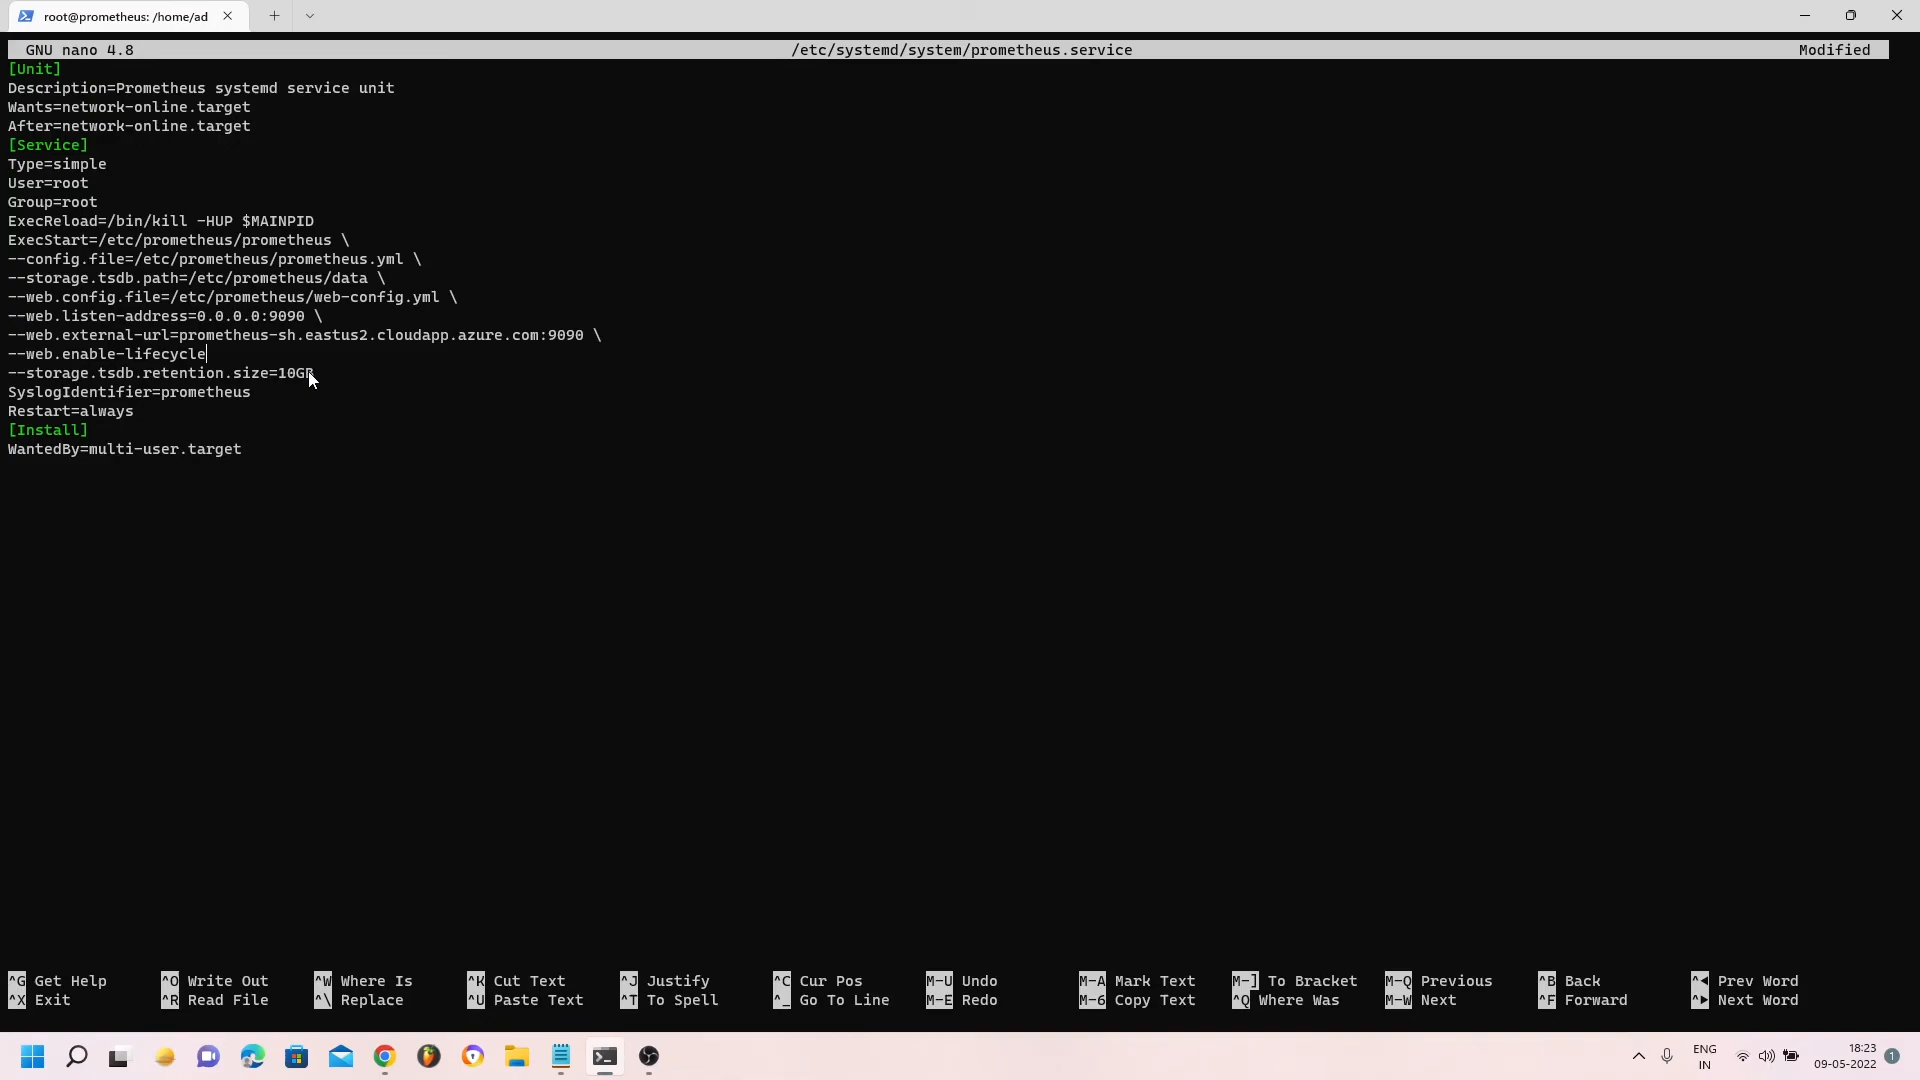 root@prometheus: /home/ad
GNU nano 4.8 /etc/systemd/system/prometheus.service Modified
[Unit]
Description=Prometheus systemd service unit
Wants=network-online.target
After=network-online.target
[Service]
Type=simple
User=root
Group=root
ExecReload=/bin/kill -HUP $MAINPID
ExecStart=/etc/prometheus/prometheus \
--config.file=/etc/prometheus/prometheus.yml \
--storage.tsdb.path=/etc/prometheus/data \
--web.config.file=/etc/prometheus/web-config.yml \
--web.listen-address=0.0.0.0:9090 \
--web.external-url=prometheus-sh.eastus2.cloudapp.azure.com:9090 \
--web.enable-lifecycle
--storage.tsdb.retention.size=10GB
SyslogIdentifier=prometheus
Restart=always
[Install]
WantedBy=multi-user.target
^G Get Help ^O Write Out ^W Where Is ^K Cut Text ^J Justify ^C Cur Pos M-U Undo M-A Mark Text M-] To Bracket M-Q Previous ^B Back ^◄ Prev Word
^X Exit ^R Read File ^\ Replace ^U Paste Text ^T To Spell ^_ Go To Line M-E Redo M-6 Copy Text ^Q Where Was M-W Next ^F Forward ^► Next Word
ENG
IN
18:23
09-05-2022
1